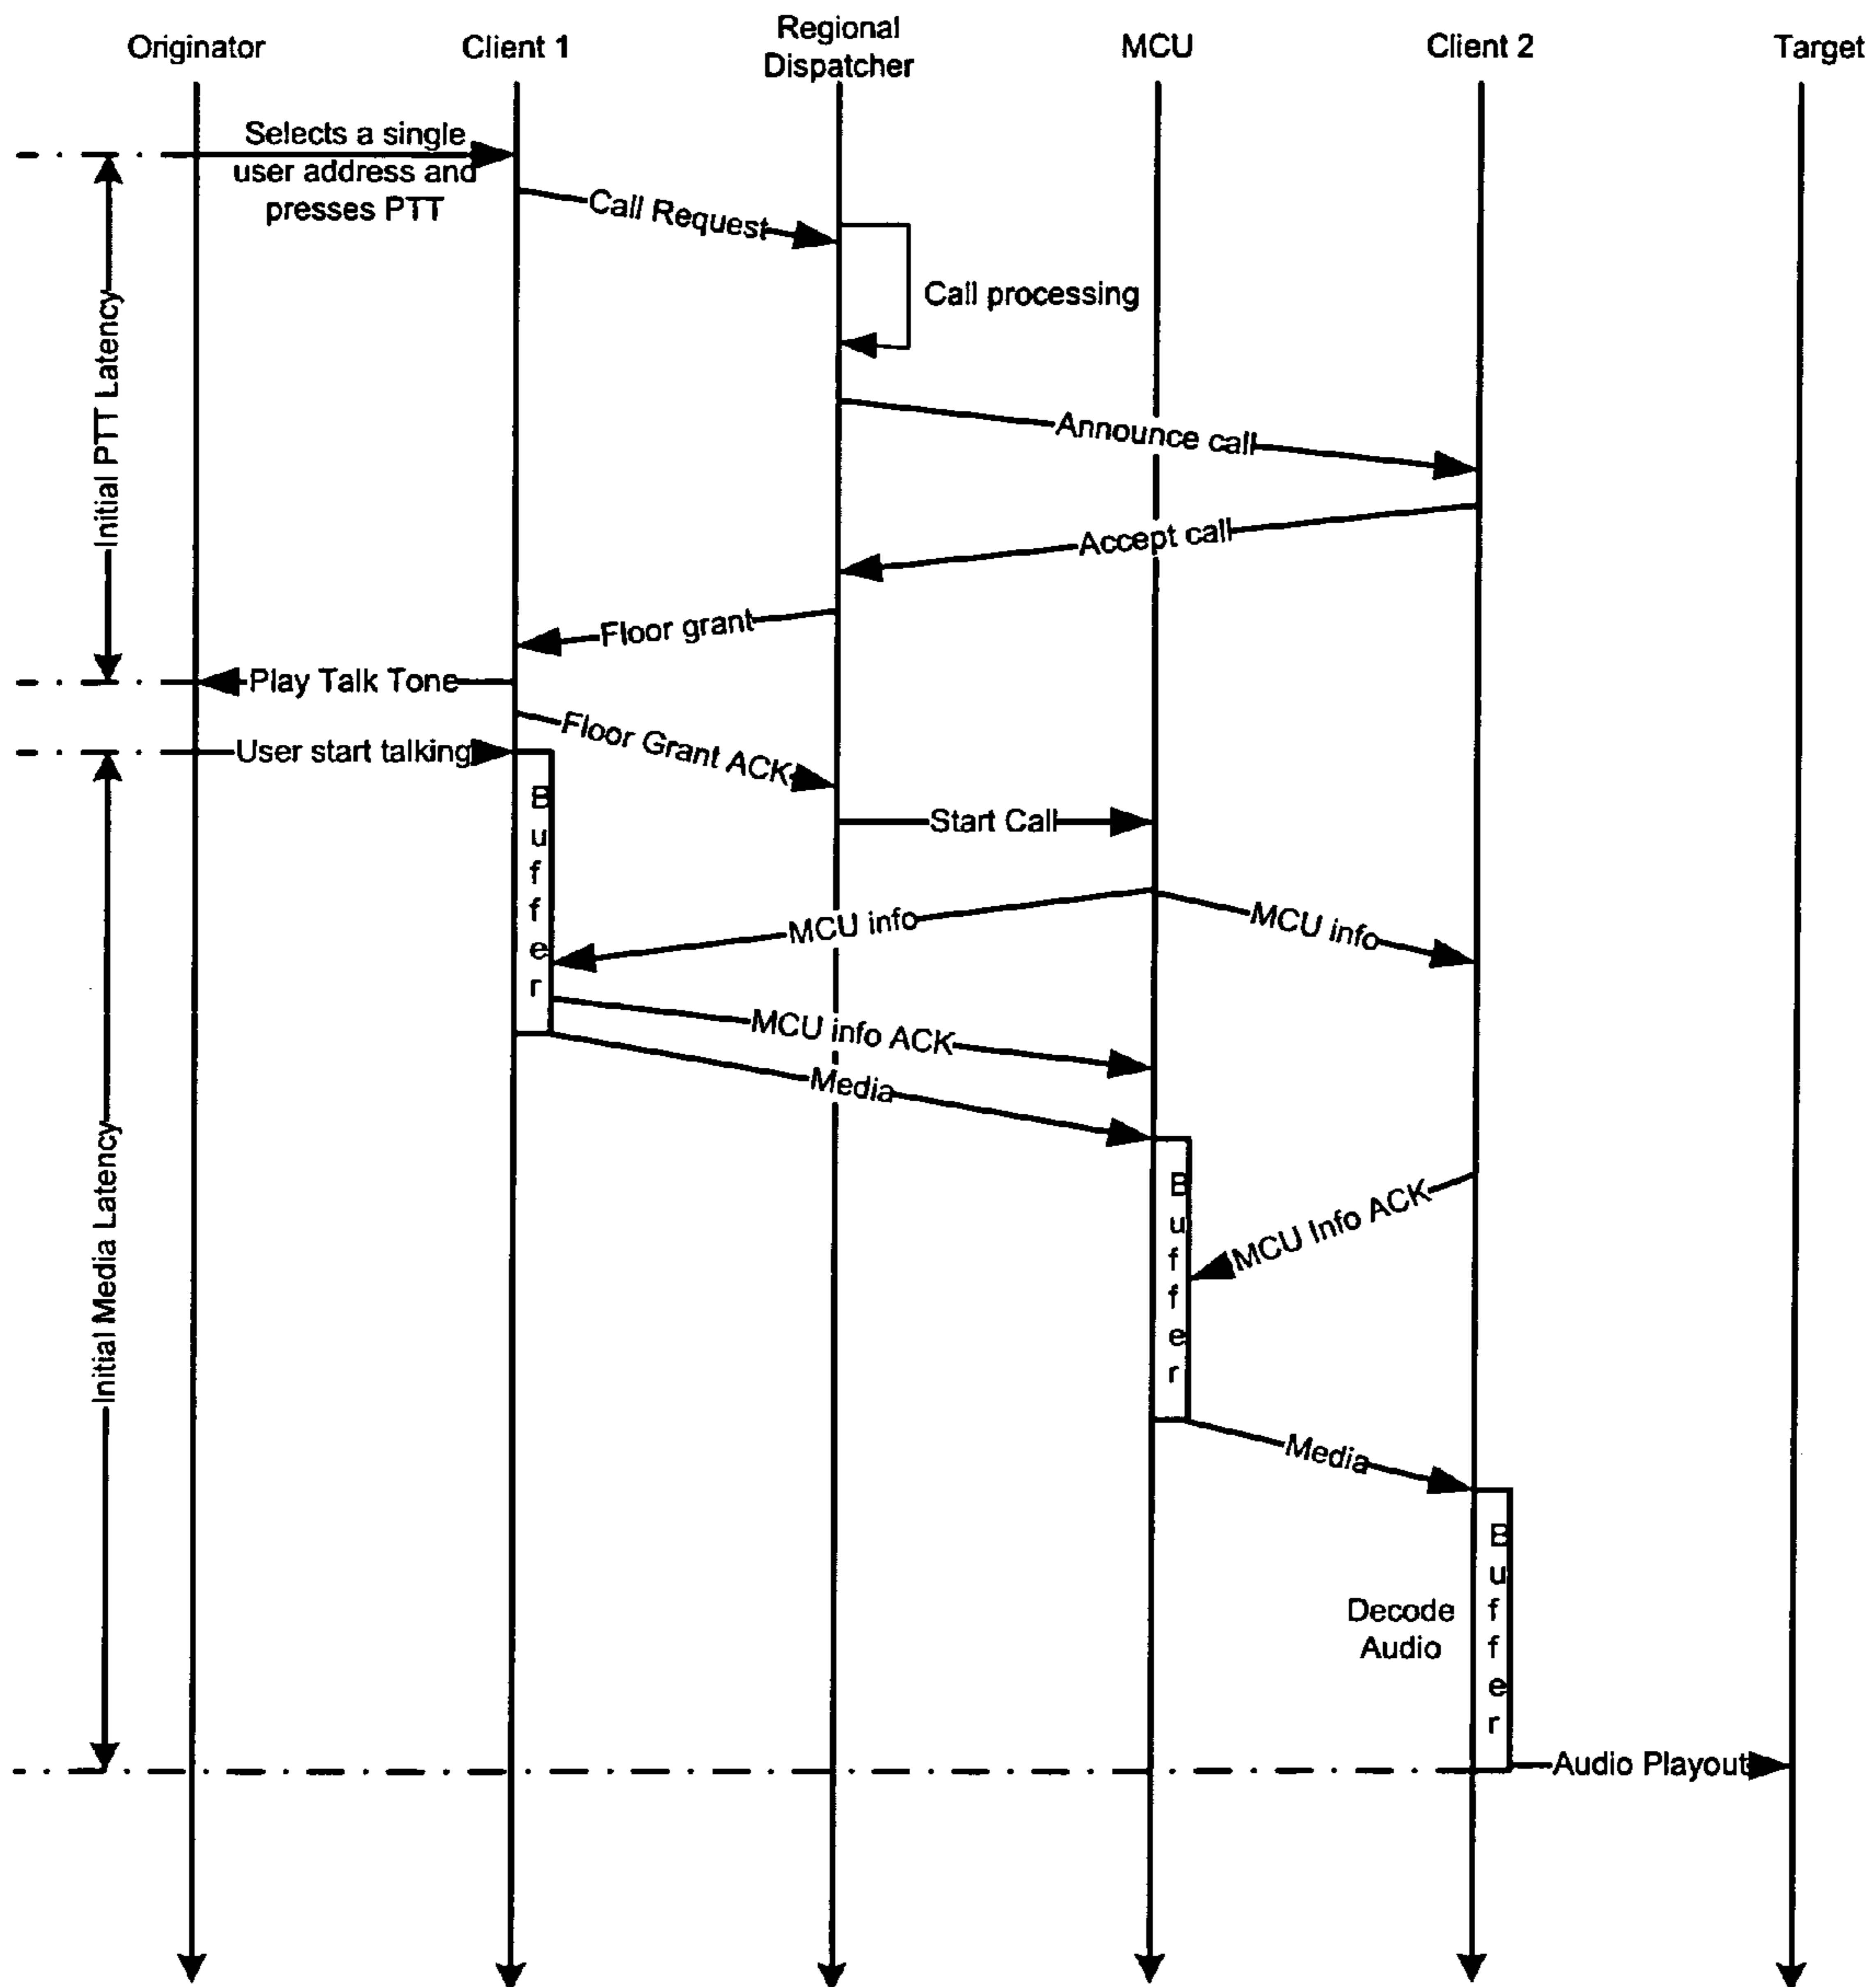 Originator
Client 1
Regional
Dispatcher
MCU
Client 2
Target
Selects a single
user address and
presses PTT
Call Request
Call processing
Initial PTT Latency
Announce call
Accept call
Floor grant
Play Talk Tone
Floor Grant ACK
User start talking
Buffer
Start Call
MCU info
MCU info
MCU info ACK
Media
Initial Media Latency
Buffer
MCU Info ACK
Media
Buffer
Decode
Audio
Audio Playout